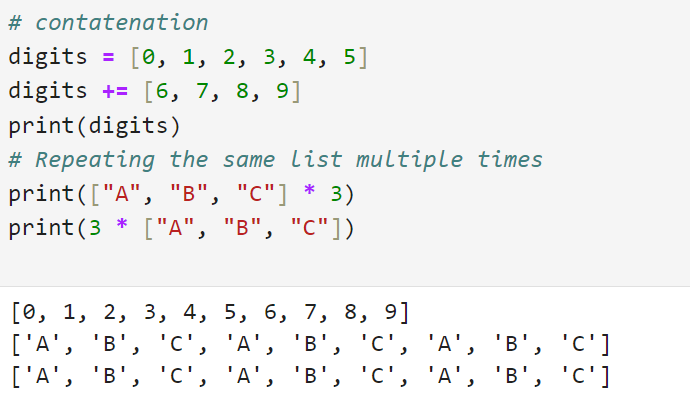 # contatenation
digits = [0, 1, 2, 3, 4, 5]
digits += [6, 7, 8, 9]
print(digits)
# Repeating the same list multiple times
print(["A", "B", "C"] * 3)
print(3 * ["A", "B", "C"])
[0, 1, 2, 3, 4, 5, 6, 7, 8, 9]
['A', 'B', 'C', 'A', 'B', 'C', 'A', 'B', 'C']
['A', 'B', 'C', 'A', 'B', 'C', 'A', 'B', 'C']